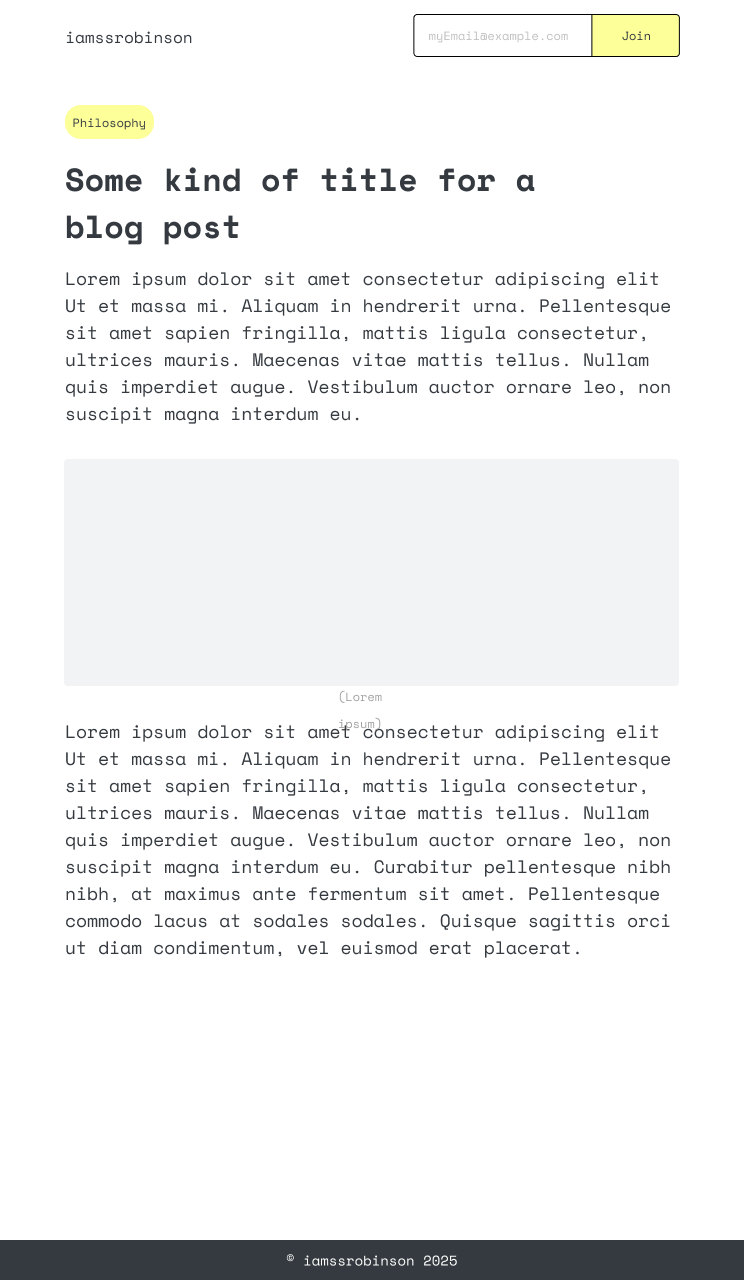 iamssrobinson
myEmail@example.com
Join
Philosophy
Some kind of title for a
blog post
Lorem ipsum dolor sit amet consectetur adipiscing elit
Ut et massa mi. Aliquam in hendrerit urna. Pellentesque
sit amet sapien fringilla, mattis ligula consectetur,
ultrices mauris. Maecenas vitae mattis tellus. Nullam
quis imperdiet augue. Vestibulum auctor ornare leo, non
suscipit magna interdum eu.
(Lorem
ipsum)
Lorem ipsum dolor sit amet consectetur adipiscing elit
Ut et massa mi. Aliquam in hendrerit urna. Pellentesque
sit amet sapien fringilla, mattis ligula consectetur,
ultrices mauris. Maecenas vitae mattis tellus. Nullam
quis imperdiet augue. Vestibulum auctor ornare leo, non
suscipit magna interdum eu. Curabitur pellentesque nibh
nibh, at maximus ante fermentum sit amet. Pellentesque
commodo lacus at sodales sodales. Quisque sagittis orci
ut diam condimentum, vel euismod erat placerat.
© iamssrobinson 2025